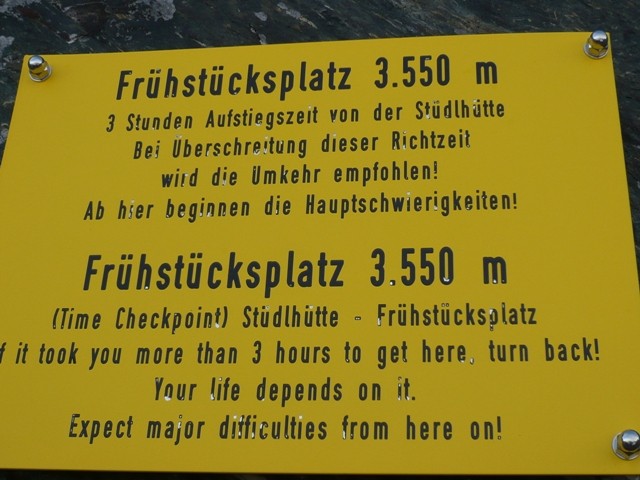 Frühstücksplatz 3.550 m
3 Stunden Aufstiegszeit von der Stüdlhütte
Bei Überschreitung dieser Richtzeit
wird die Umkehr empfohlen!
Ab hier beginnen die Hauptschwierigkeiten!
Frühstücksplatz 3.550 m
(Time Checkpoint) Stüdlhütte - Frühstücksplatz
f it took you more than 3 hours to get here, turn back!
Your life depends on it.
Expect major difficulties from here on!